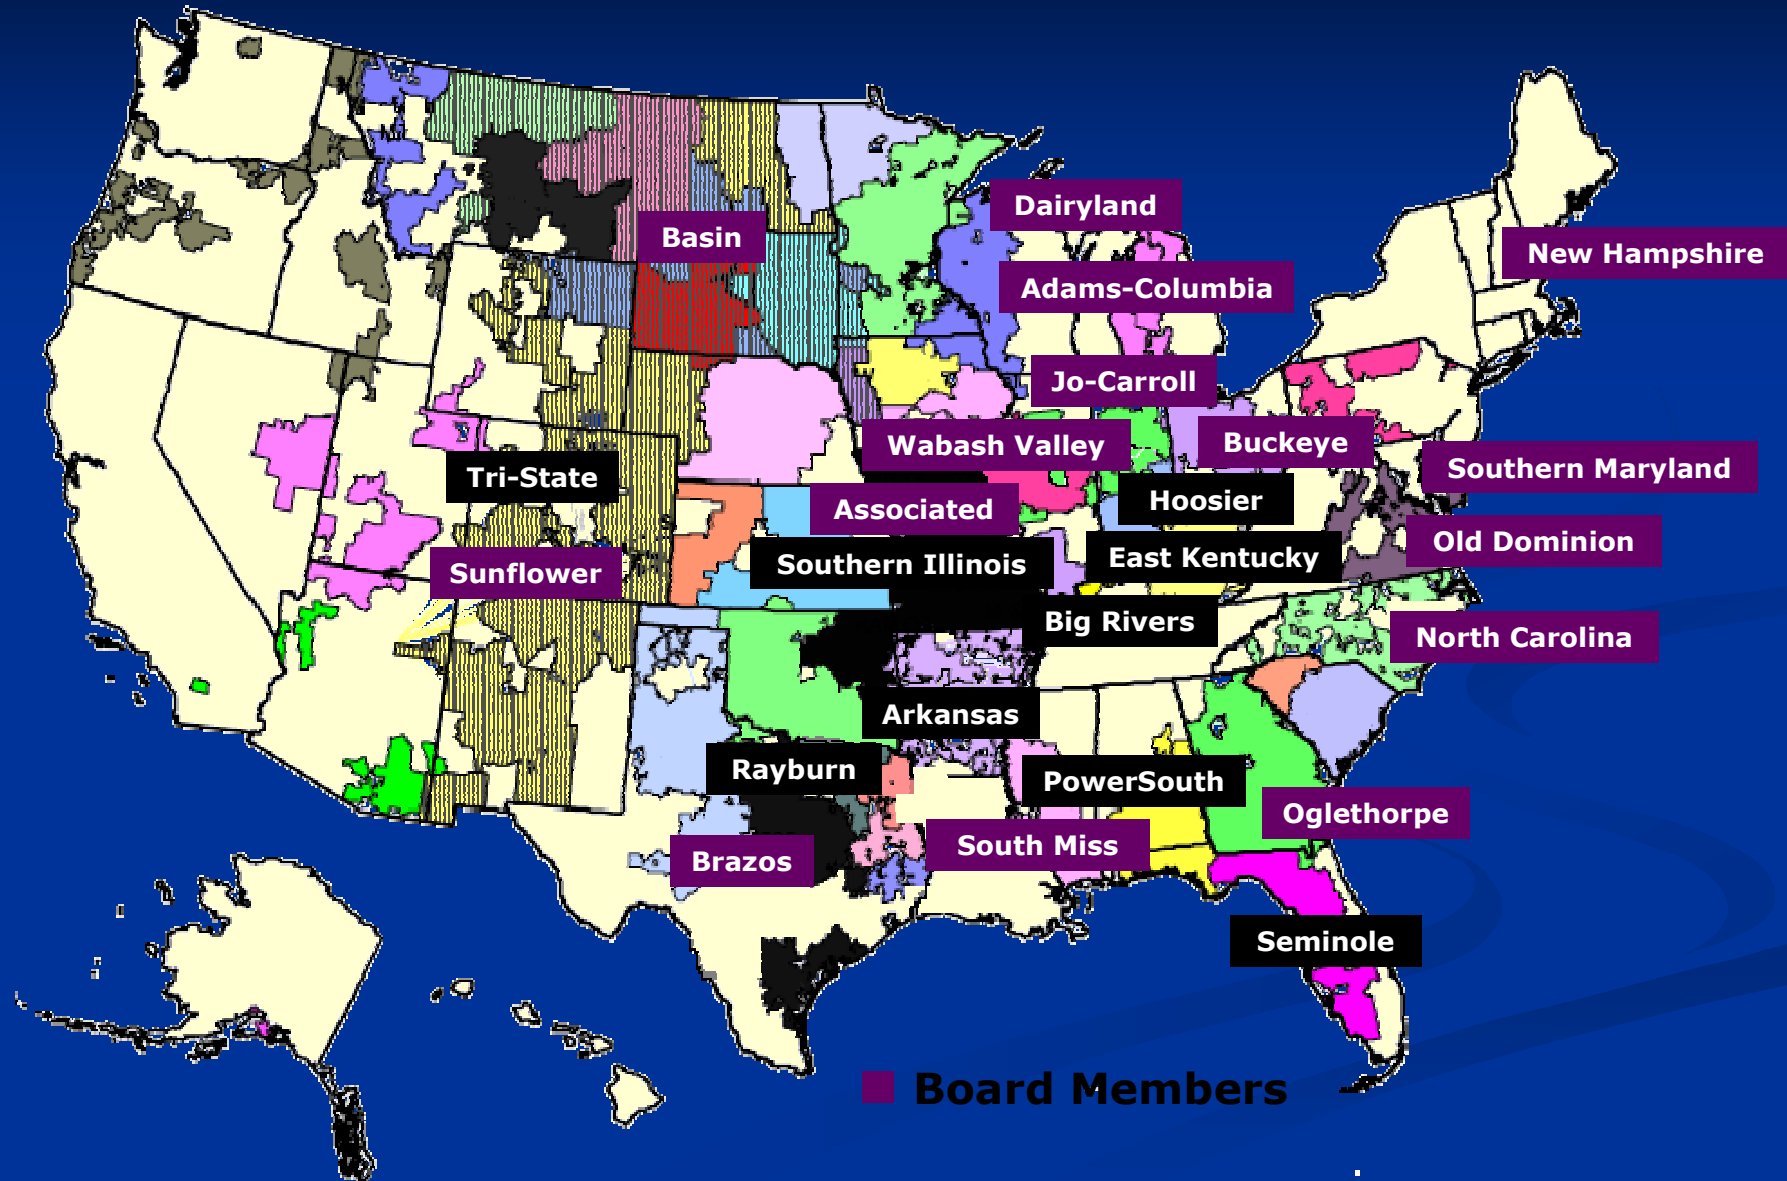 Dairyland
Basin
New Hampshire
Adams-Columbia
Jo-Carroll
Wabash Valley
Buckeye
Southern Maryland
Tri-State
Associated
Hoosier
Old Dominion
Southern Illinois
East Kentucky
Sunflower
Big Rivers
North Carolina
Arkansas
Rayburn
PowerSouth
Oglethorpe
South Miss
Brazos
Seminole
Board Members